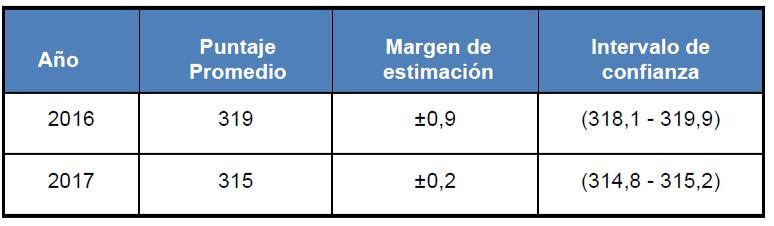 Año Puntaje Promedio Margen de estimación Intervalo de confianza
2016 319 ±0,9 (318,1 - 319,9)
2017 315 ±0,2 (314,8 - 315,2)